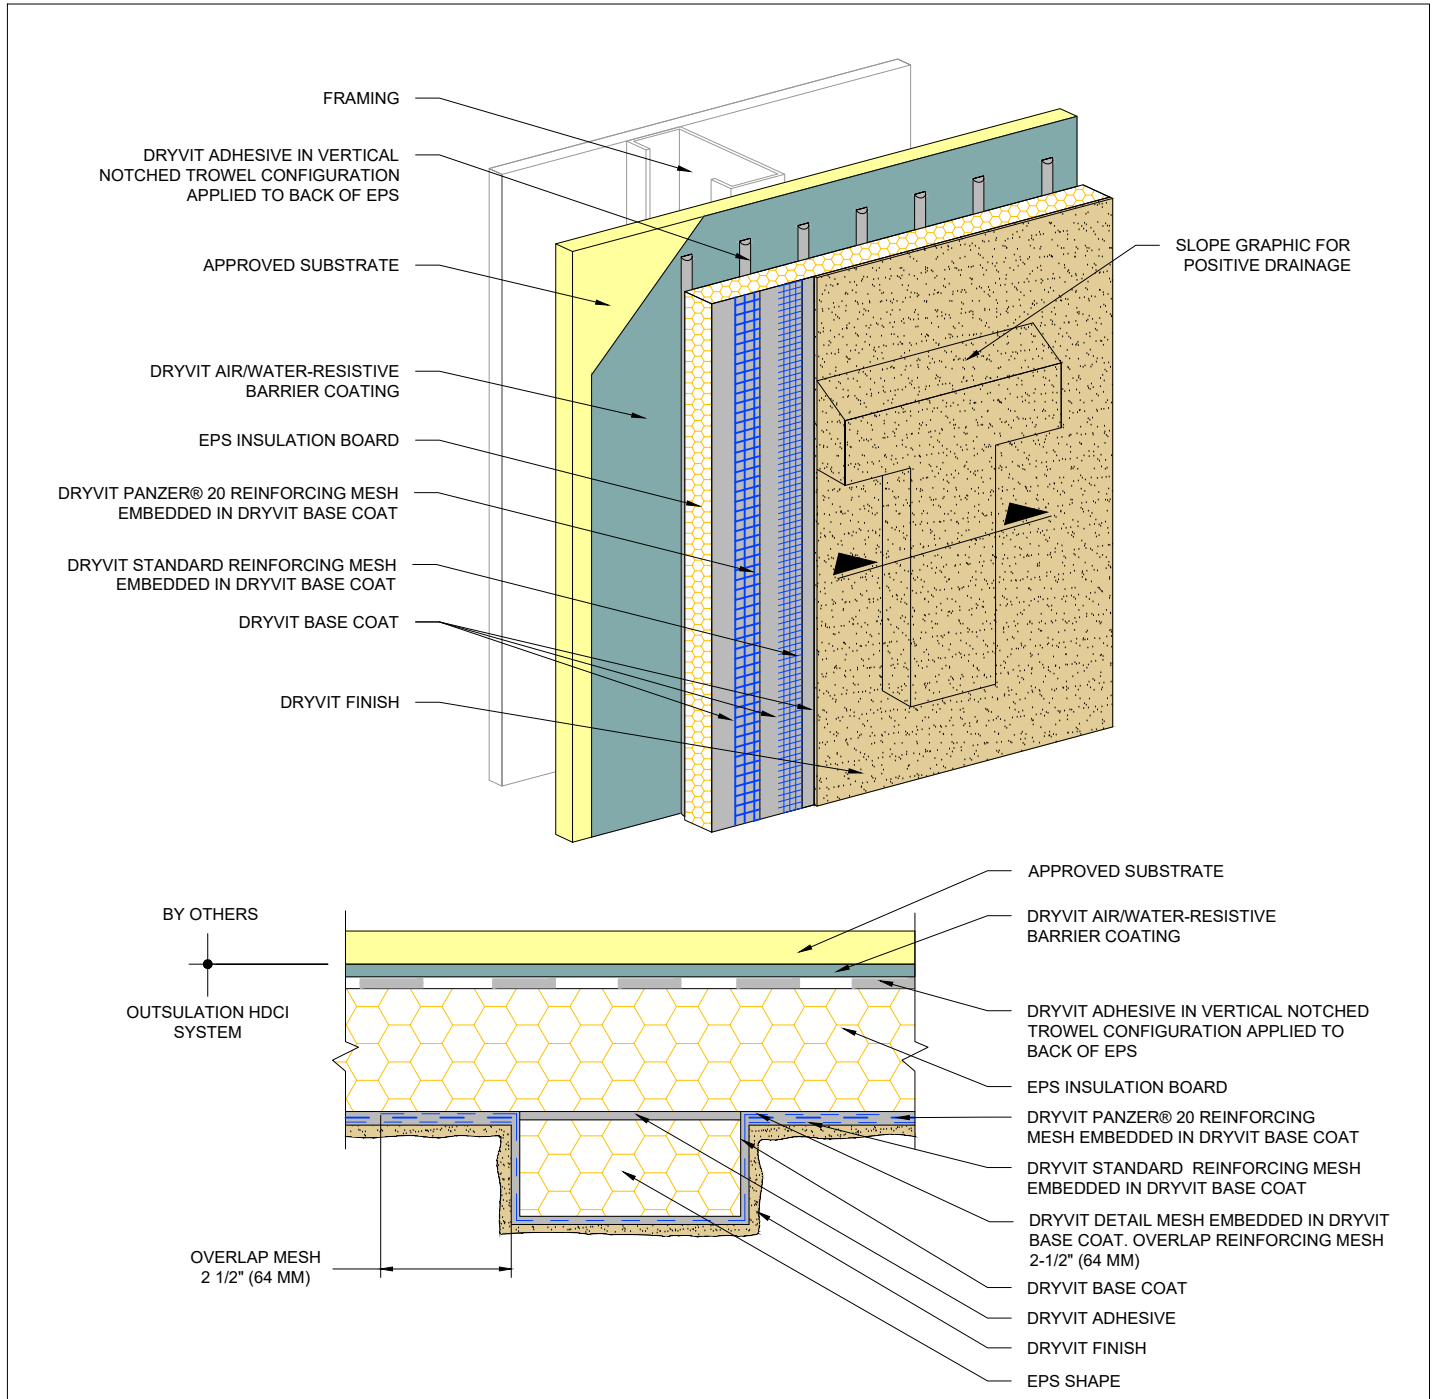 FRAMING
DRYVIT ADHESIVE IN VERTICAL
NOTCHED TROWEL CONFIGURATION
APPLIED TO BACK OF EPS
APPROVED SUBSTRATE
DRYVIT AIR/WATER-RESISTIVE
BARRIER COATING
EPS INSULATION BOARD
DRYVIT PANZER® 20 REINFORCING MESH
EMBEDDED IN DRYVIT BASE COAT
DRYVIT STANDARD REINFORCING MESH
EMBEDDED IN DRYVIT BASE COAT
DRYVIT BASE COAT
DRYVIT FINISH
SLOPE GRAPHIC FOR
POSITIVE DRAINAGE
BY OTHERS
OUTSULATION HDCI
SYSTEM
OVERLAP MESH
2 1/2" (64 MM)
APPROVED SUBSTRATE
DRYVIT AIR/WATER-RESISTIVE
BARRIER COATING
DRYVIT ADHESIVE IN VERTICAL NOTCHED
TROWEL CONFIGURATION APPLIED TO
BACK OF EPS
EPS INSULATION BOARD
DRYVIT PANZER® 20 REINFORCING
MESH EMBEDDED IN DRYVIT BASE COAT
DRYVIT STANDARD REINFORCING MESH
EMBEDDED IN DRYVIT BASE COAT
DRYVIT DETAIL MESH EMBEDDED IN DRYVIT
BASE COAT. OVERLAP REINFORCING MESH
2-1/2" (64 MM)
DRYVIT BASE COAT
DRYVIT ADHESIVE
DRYVIT FINISH
EPS SHAPE